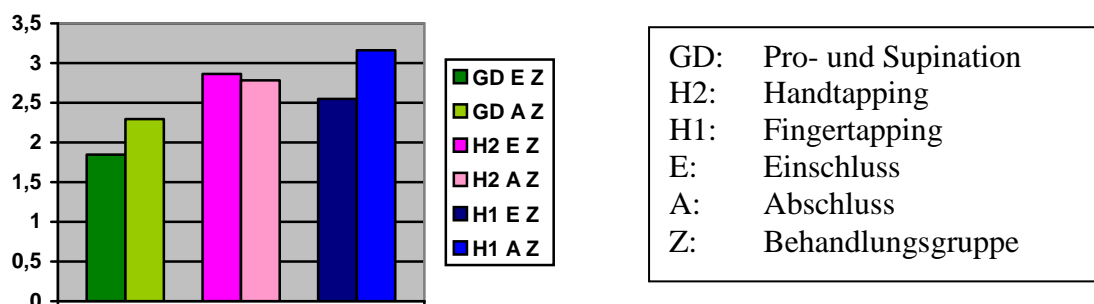 3,5
3
2,5
2
1,5
1
0,5
0
GD E Z
GD A Z
H2 E Z
H2 A Z
H1 E Z
H1 A Z
GD: Pro- und Supination
H2: Handtapping
H1: Fingertapping
E: Einschluss
A: Abschluss
Z: Behandlungsgruppe